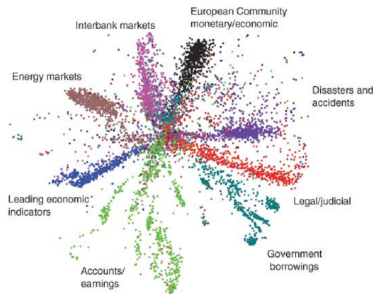 European Community
monetary/economic
Interbank markets
Energy markets
Disasters and
accidents
Leading economic
indicators
Legal/judicial
Accounts/
earnings
Government
borrowings